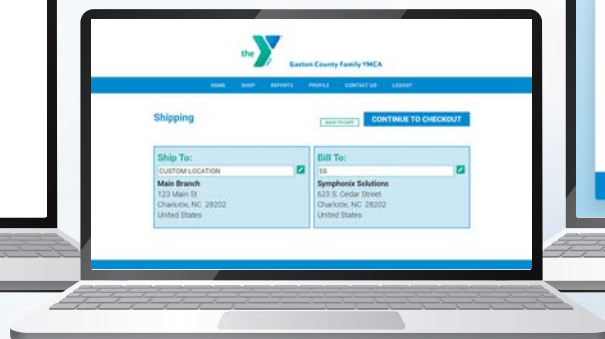 the Y
Gaston County Family YMCA
HOME SHOP REPORTS PROFILE CONTACT US LOGOUT
Shipping
BACK TO CART
CONTINUE TO CHECKOUT
Ship To:
CUSTOM LOCATION
Main Branch
123 Main St
Charlotte, NC 28202
United States
Bill To:
SS
Symphonix Solutions
623 S. Cedar Street
Charlotte, NC 28202
United States